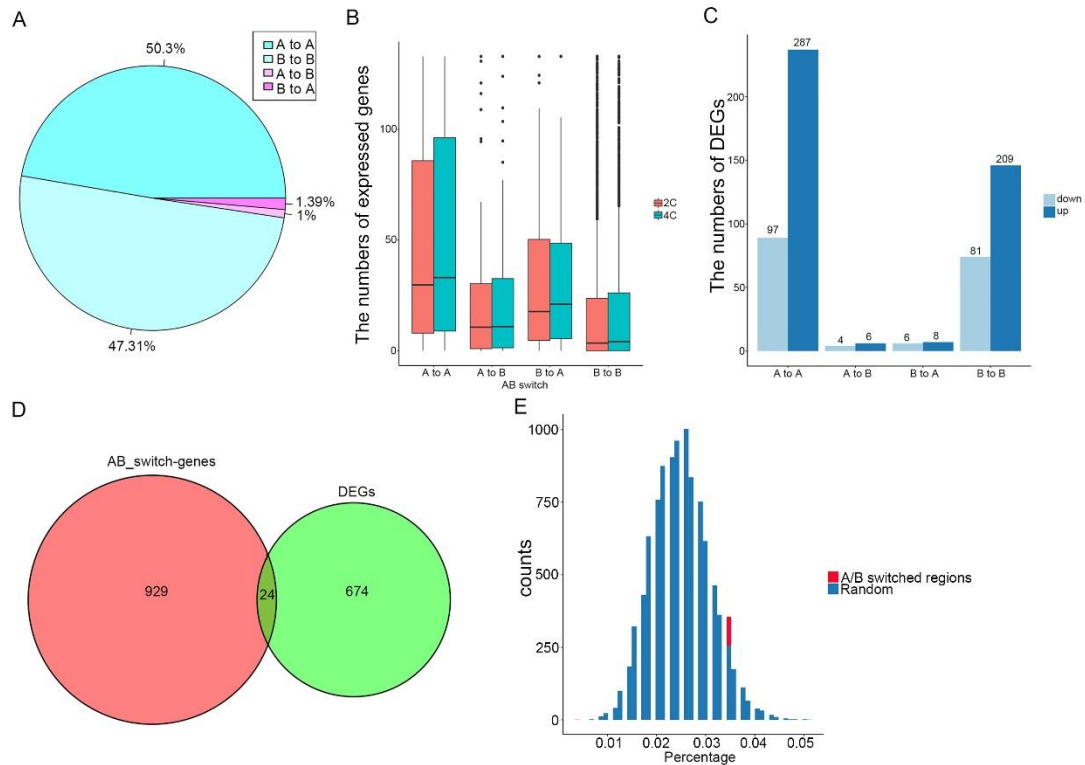 A
50.3%
A to A
B to B
A to B
B to A
1.39%
1%
47.31%
B
The numbers of expressed genes
100
50
0
A to A
A to B
B to A
B to B
AB switch
2C
4C
C
The numbers of DEGs
200
150
100
50
0
287
97
4
6
6
8
81
209
A to A
A to B
B to A
B to B
down
up
D
AB_switch-genes
DEGs
929
24
674
E
counts
1000
750
500
250
0
0.01
0.02
0.03
0.04
0.05
Percentage
A/B switched regions
Random